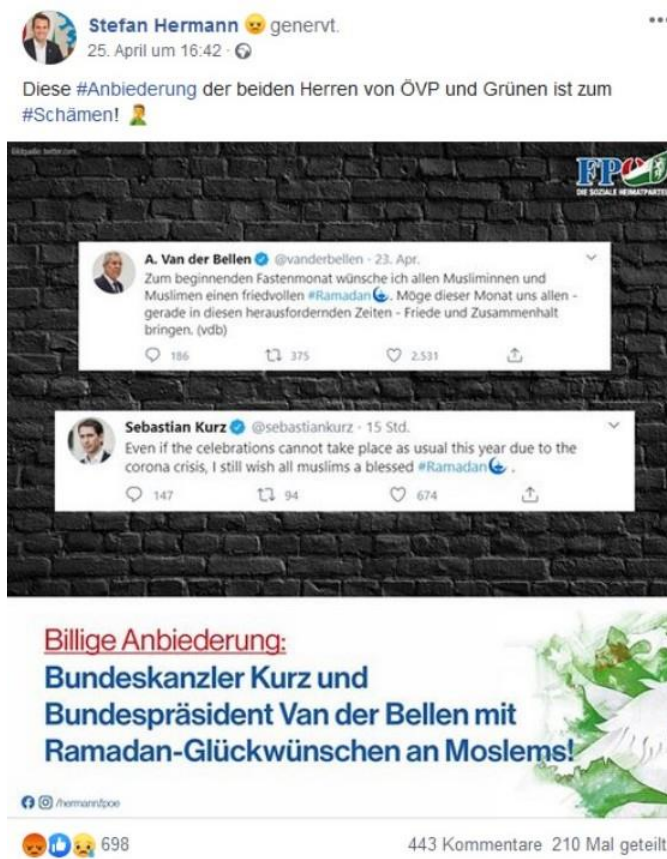 Stefan Hermann 😠 genervt.
25. April um 16:42 ·
Diese #Anbiederung der beiden Herren von ÖVP und Grünen ist zum
#Schämen! 🤦‍♂️
Bildquelle: twitter.com
FPÖ
DIE SOZIALE HEIMATPARTEI
A. Van der Bellen @vanderbellen · 23. Apr.
Zum beginnenden Fastenmonat wünsche ich allen Musliminnen und
Muslimen einen friedvollen #Ramadan. Möge dieser Monat uns allen -
gerade in diesen herausfordernden Zeiten - Friede und Zusammenhalt
bringen. (vdb)
186 375 2.531
Sebastian Kurz @sebastiankurz · 15 Std.
Even if the celebrations cannot take place as usual this year due to the
corona crisis, I still wish all muslims a blessed #Ramadan .
147 94 674
Billige Anbiederung:
Bundeskanzler Kurz und
Bundespräsident Van der Bellen mit
Ramadan-Glückwünschen an Moslems!
/hermannfpoe
698 443 Kommentare 210 Mal geteilt